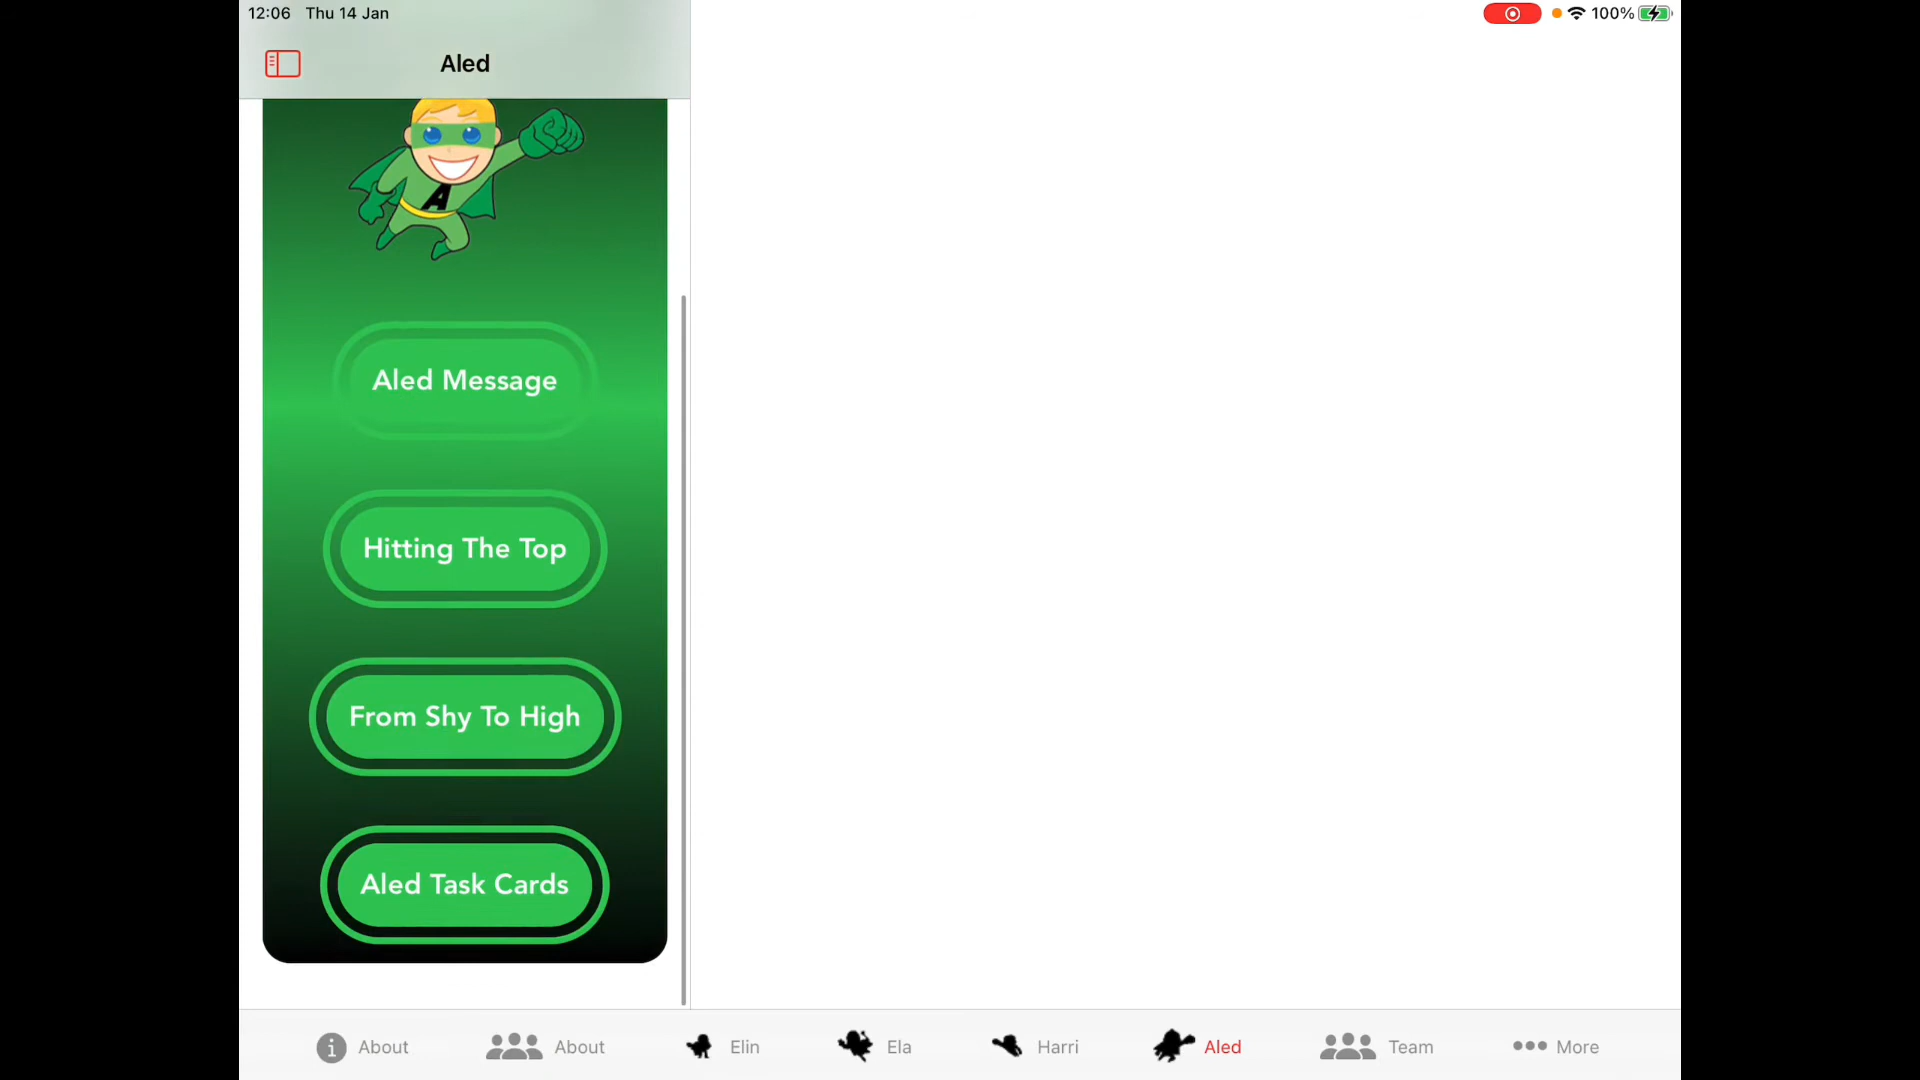 12:06 Thu 14 Jan
100%
Aled
A
Aled Message
Hitting The Top
From Shy To High
Aled Task Cards
About About Elin Ela Harri Aled Team More